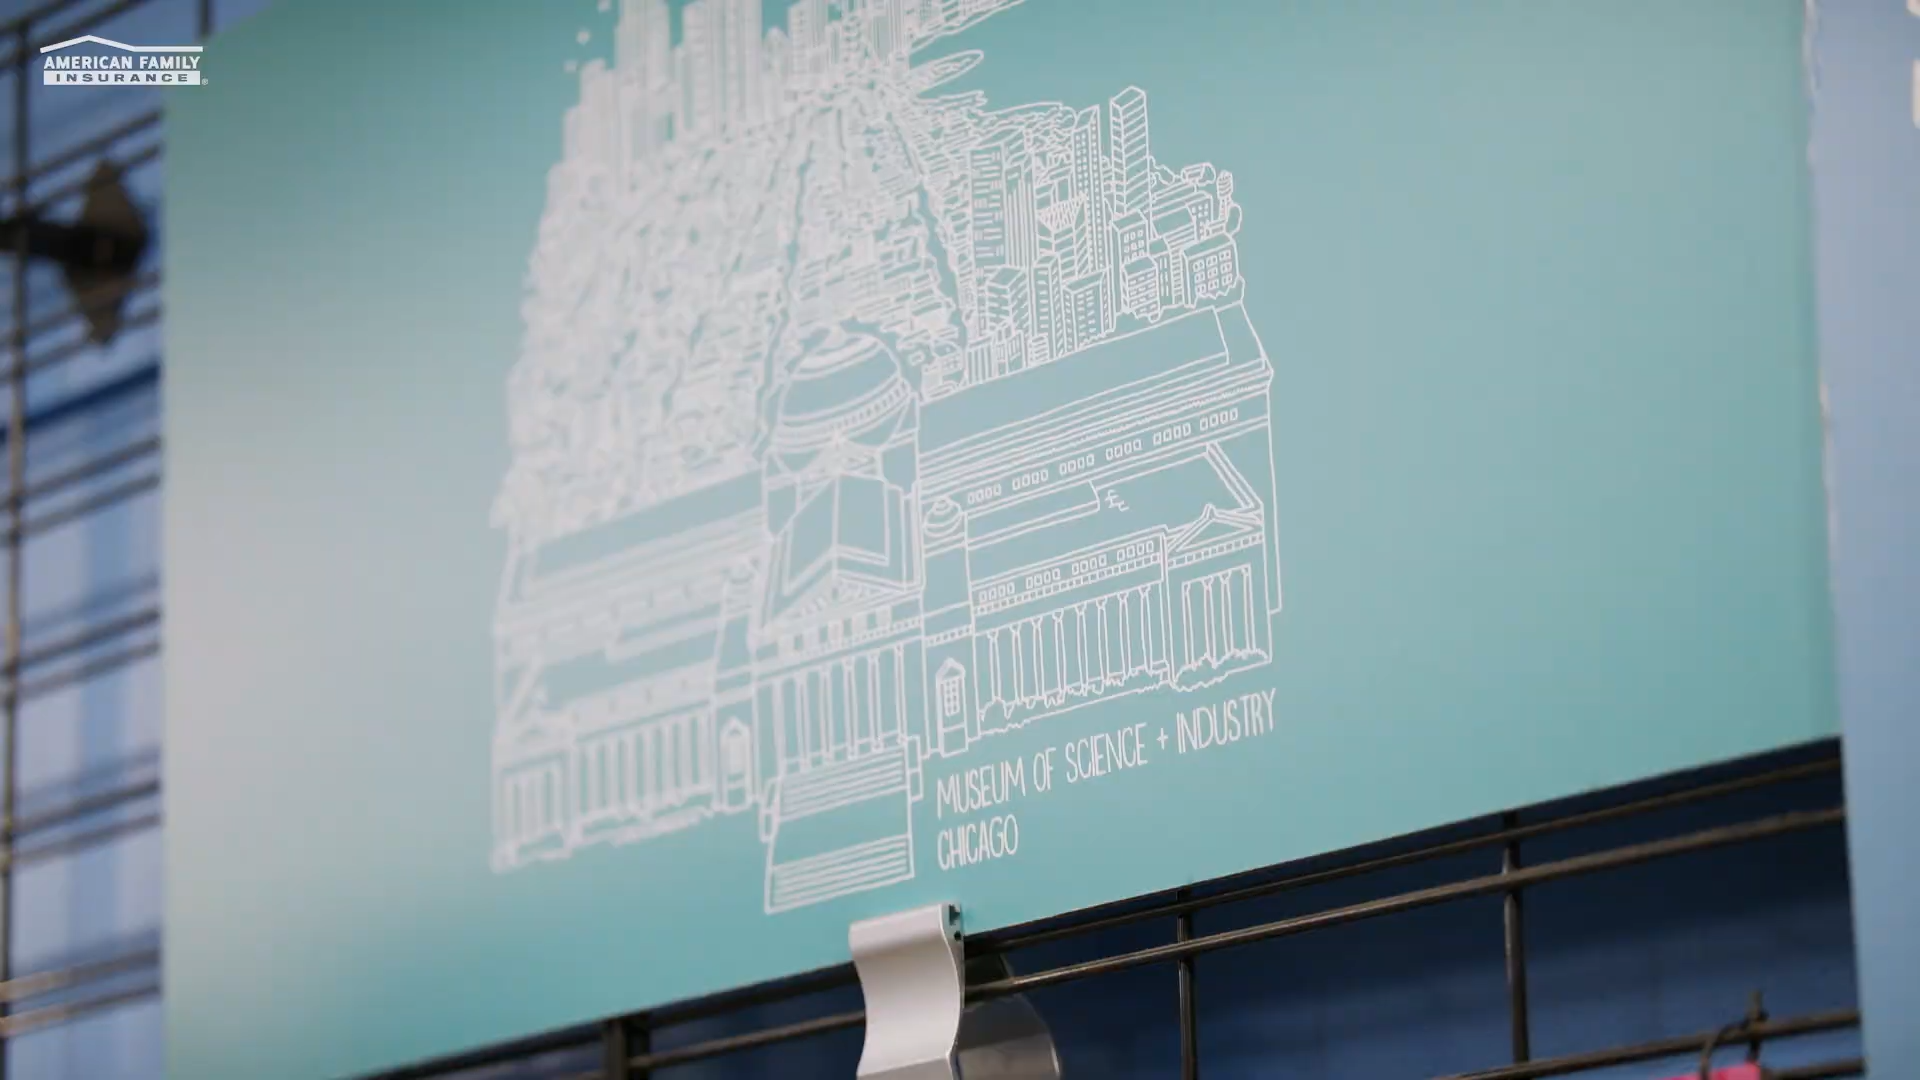 AMERICAN FAMILY
INSURANCE
MUSEUM OF SCIENCE + INDUSTRY
CHICAGO